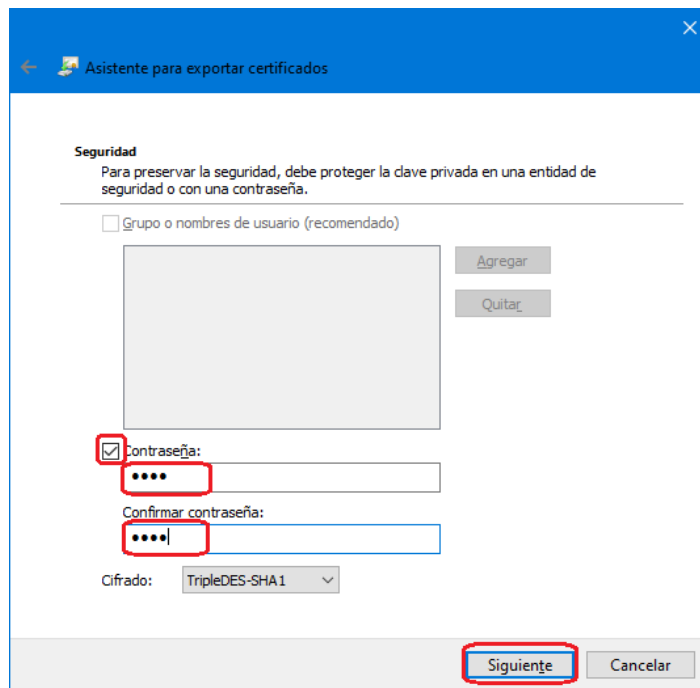 Asistente para exportar certificados
Seguridad
Para preservar la seguridad, debe proteger la clave privada en una entidad de
seguridad o con una contraseña.
Grupo o nombres de usuario (recomendado)
Agregar
Quitar
Contraseña:
••••
Confirmar contraseña:
••••
Cifrado: TripleDES-SHA1
Siguiente Cancelar